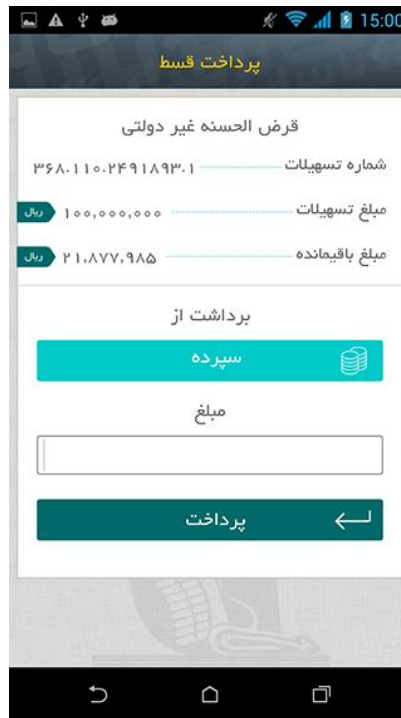 15:00
پرداخت قسط
قرض الحسنه غیر دولتی
شماره تسهیلات ۳۶۸.۱۱۰.۲۴۹۱۸۹۳.۱
مبلغ تسهیلات ۱۰۰,۰۰۰,۰۰۰ ریال
مبلغ باقیمانده ۲۱,۸۷۷,۹۸۵ ریال
برداشت از
سپرده
مبلغ
پرداخت